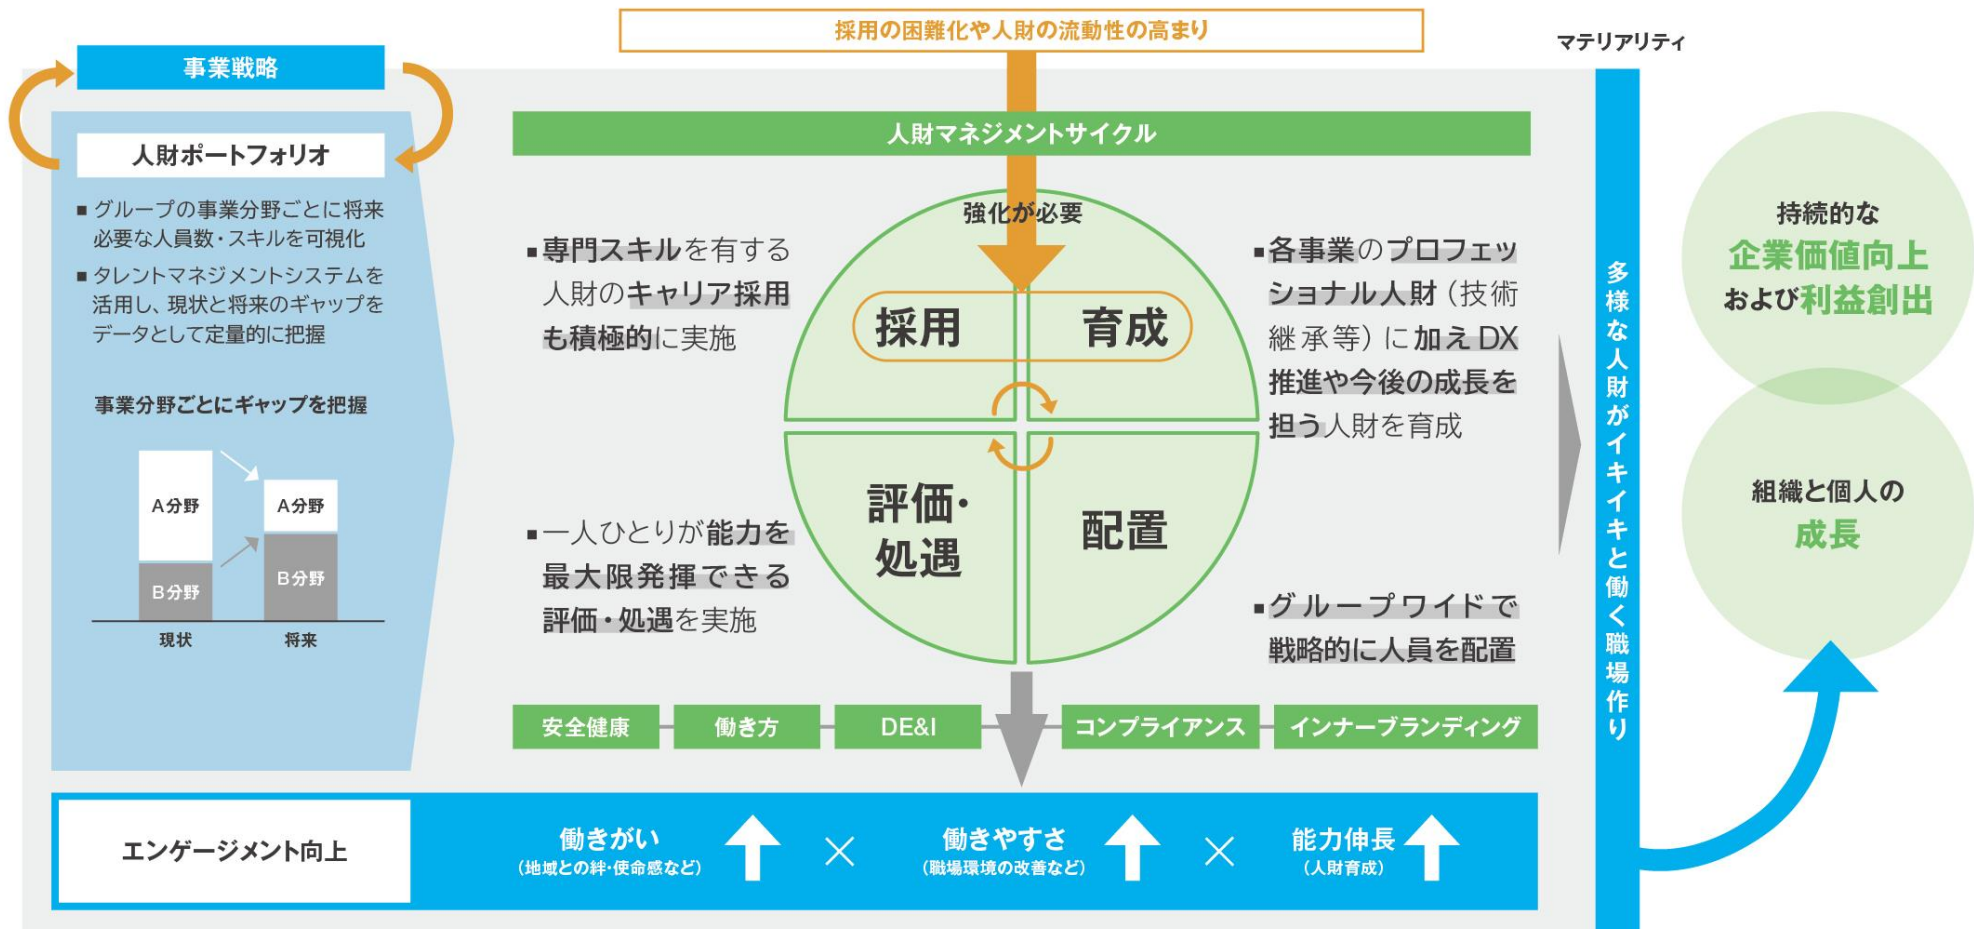 採用の困難化や人財の流動性の高まり
マテリアリティ
事業戦略
人財ポートフォリオ
■ グループの事業分野ごとに将来
必要な人員数・スキルを可視化
■ タレントマネジメントシステムを
活用し、現状と将来のギャップを
データとして定量的に把握
事業分野ごとにギャップを把握
A分野
B分野
現状
A分野
B分野
将来
人財マネジメントサイクル
強化が必要
採用
育成
評価・
処遇
配置
■専門スキルを有する
人財のキャリア採用
も積極的に実施
■各事業のプロフェッ
ショナル人財（技術
継承等）に加えDX
推進や今後の成長を
担う人財を育成
■一人ひとりが能力を
最大限発揮できる
評価・処遇を実施
■グループワイドで
戦略的に人員を配置
安全健康
働き方
DE&I
コンプライアンス
インナーブランディング
エンゲージメント向上
働きがい
（地域との絆・使命感など）
×
働きやすさ
（職場環境の改善など）
×
能力伸長
（人財育成）
多様な人財がイキイキと働く職場作り
持続的な
企業価値向上
および利益創出
組織と個人の
成長